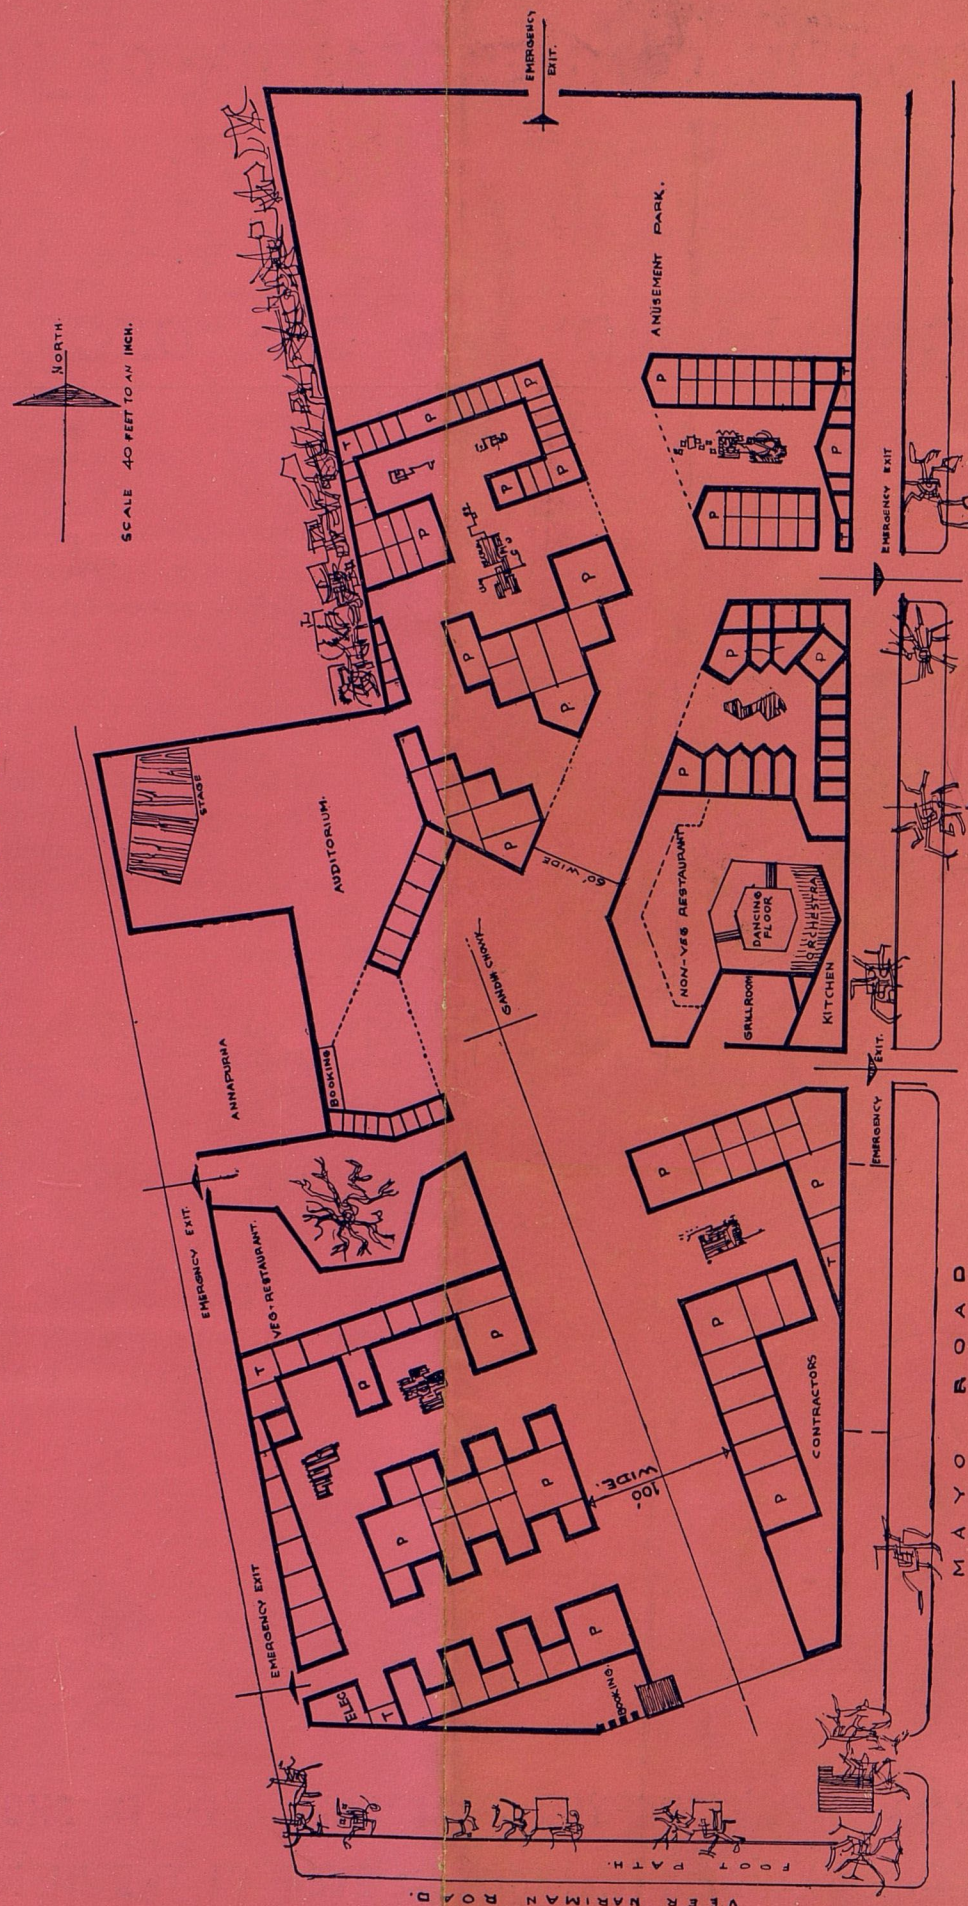 EMERGENCY
EXIT.
NORTH.
SCALE 40 FEET TO AN INCH.
AMUSEMENT PARK.
T
P
P
P
P
P
P
T
P
P
T
EMERGENCY EXIT
P
P
P
STAGE
AUDITORIUM.
P
P
P
P
50' WIDE
NON-VEG RESTAURANT
DANCING
FLOOR
ORCHESTRA
GRILLROOM
KITCHEN
GANDHI CHOWK
ANNAPURNA
BOOKING
EMERGENCY EXIT.
EMERGENCY EXIT.
VEG. RESTAURANT.
T
P
P
P
P
T
P
CONTRACTORS
P
P
P
100'
WIDE.
EMERGENCY EXIT
ELEC
T
P
BOOKING.
MAYO ROAD
FOOT PATH.
VEER NARIMAN ROAD.